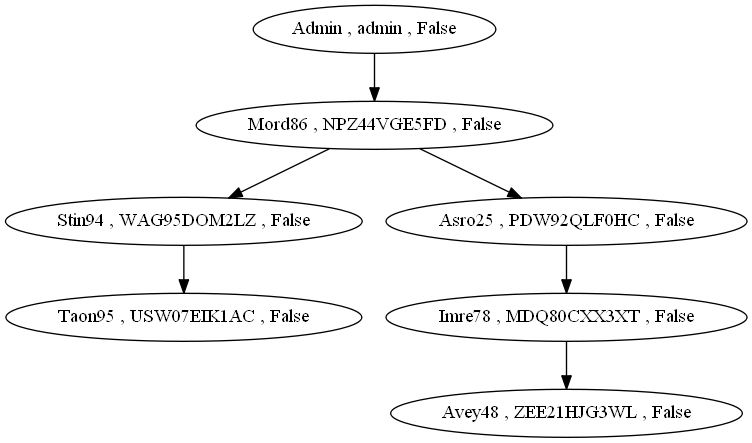 Admin , admin , False
Mord86 , NPZ44VGE5FD , False
Stin94 , WAG95DOM2LZ , False
Asro25 , PDW92QLF0HC , False
Taon95 , USW07EIK1AC , False
Imre78 , MDQ80CXX3XT , False
Avey48 , ZEE21HJG3WL , False